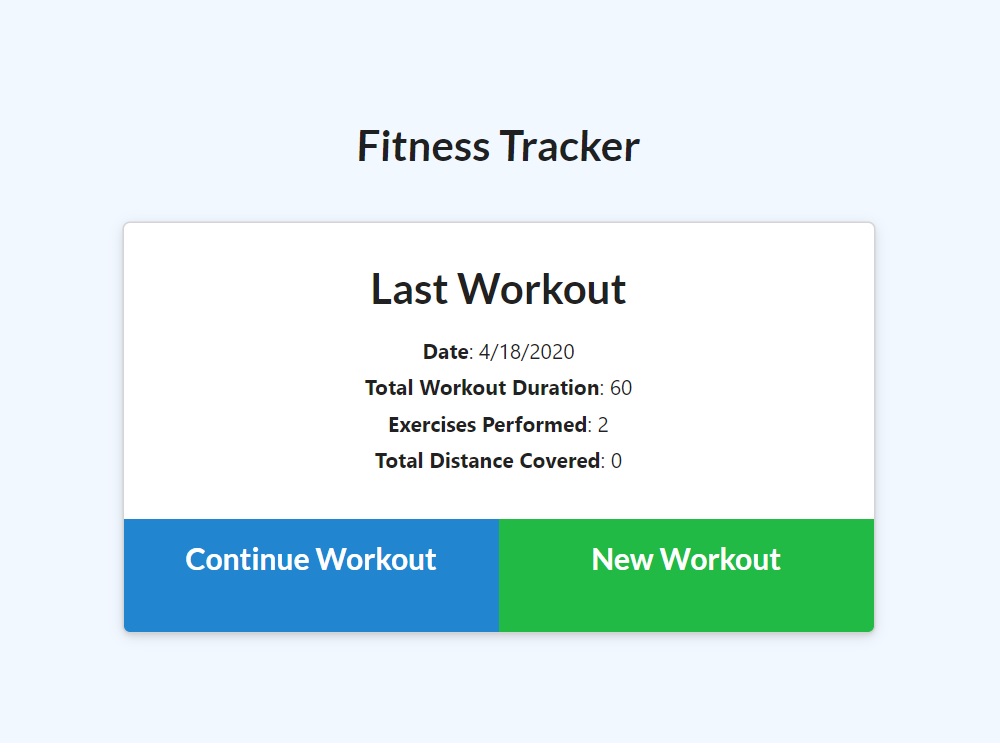 Fitness Tracker
Last Workout
Date: 4/18/2020
Total Workout Duration: 60
Exercises Performed: 2
Total Distance Covered: 0
Continue Workout
New Workout